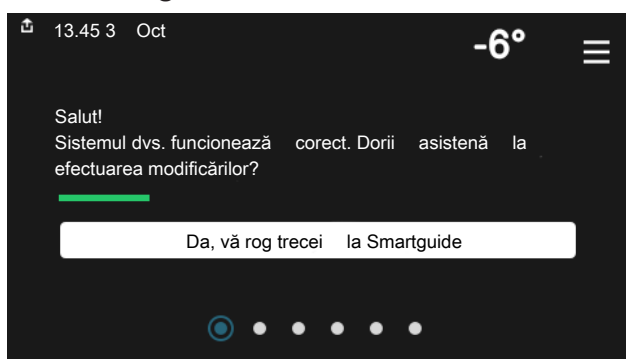 13.45 3 Oct
-6°
Salut!
Sistemul dvs. funcționează corect. Dorii asistenă la
efectuarea modificărilor?
Da, vă rog trecei la Smartguide